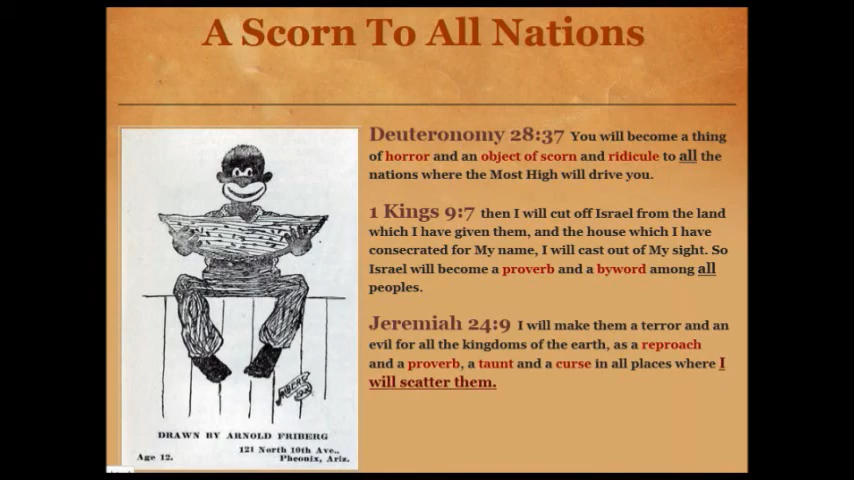 A Scorn To All Nations
Deuteronomy 28:37 You will become a thing
of horror and an object of scorn and ridicule to all the
nations where the Most High will drive you.
1 Kings 9:7 then I will cut off Israel from the land
which I have given them, and the house which I have
consecrated for My name, I will cast out of My sight. So
Israel will become a proverb and a byword among all
peoples.
Jeremiah 24:9 I will make them a terror and an
evil for all the kingdoms of the earth, as a reproach
and a proverb, a taunt and a curse in all places where I
will scatter them.
DRAWN BY ARNOLD FRIBERG
Age 12.
121 North 10th Ave.,
Pheonix, Ariz.